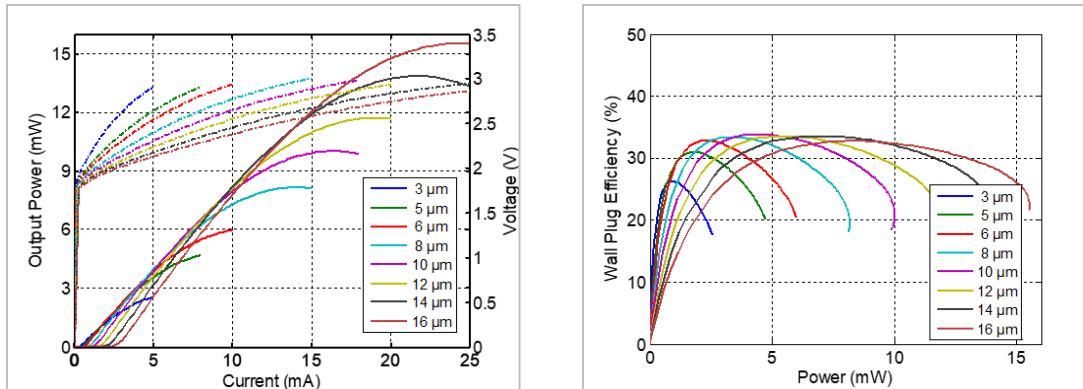 Output Power (mW)
15
12
9
6
3
0
3.5
3
2.5
2
1.5
1
0.5
0
Voltage (V)
3 µm
5 µm
6 µm
8 µm
10 µm
12 µm
14 µm
16 µm
0
5
10
15
20
25
Current (mA)
Wall Plug Efficiency (%)
50
40
30
20
10
0
3 µm
5 µm
6 µm
8 µm
10 µm
12 µm
14 µm
16 µm
0
5
10
15
Power (mW)